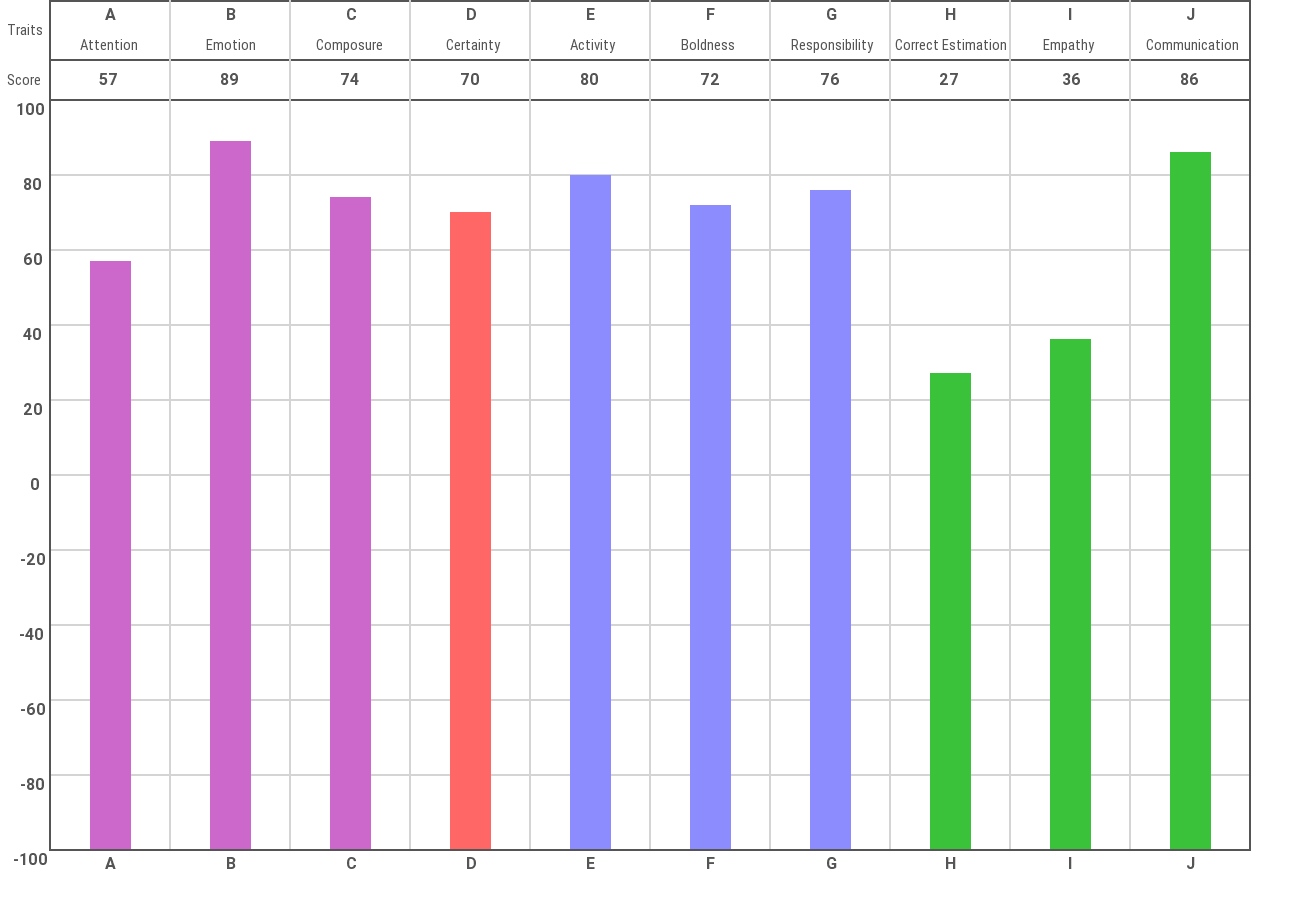 A B C D E F G H I J
Traits
Attention Emotion Composure Certainty Activity Boldness Responsibility Correct Estimation Empathy Communication
Score 57 89 74 70 80 72 76 27 36 86
100
80
60
40
20
0
-20
-40
-60
-80
-100
A B C D E F G H I J